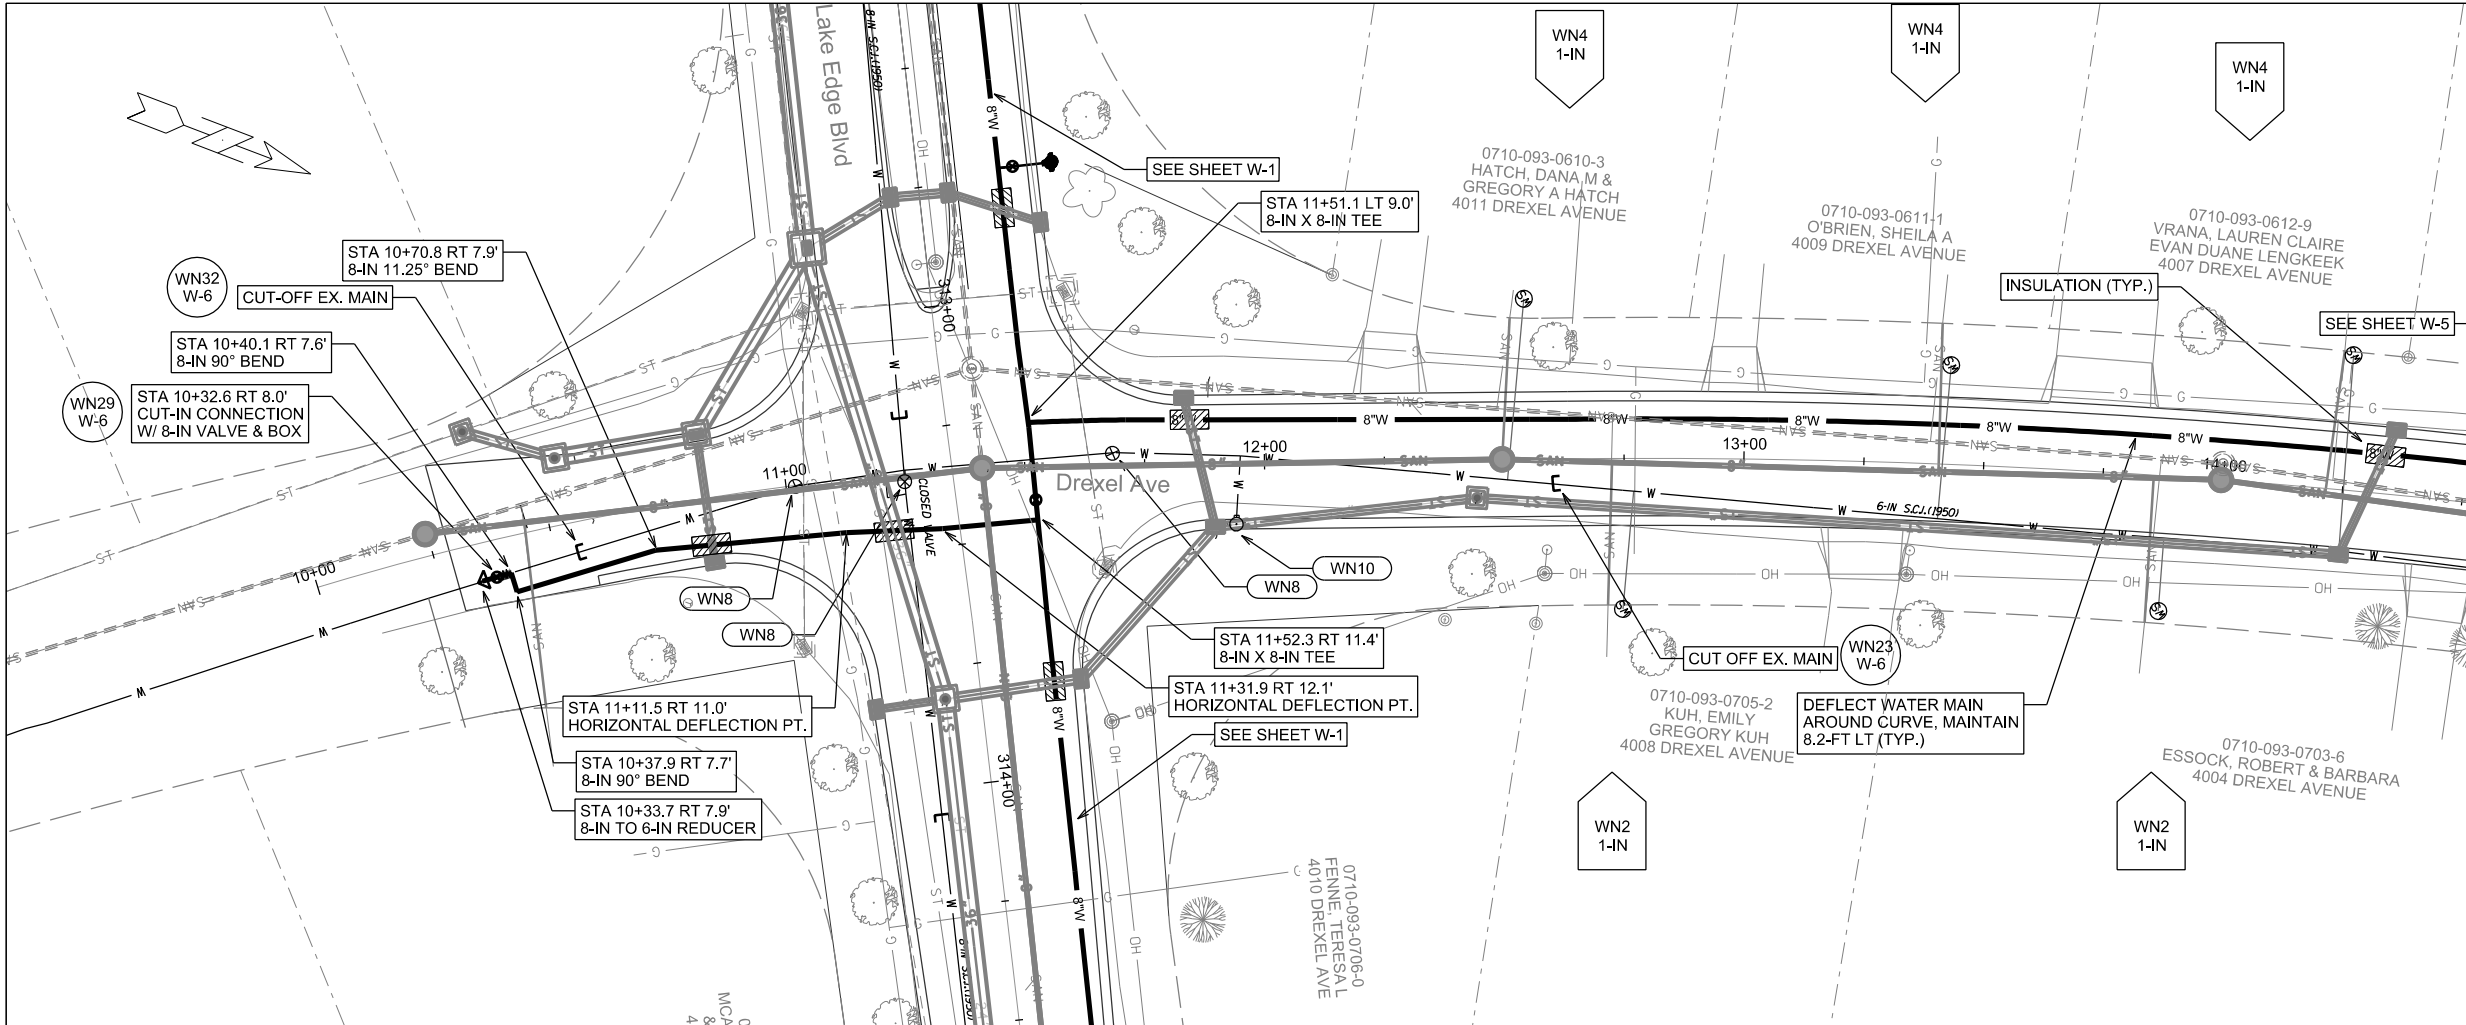 Lake Edge Blvd
8-IN S.C.I.(1950)
8"W
WN4
1-IN
WN4
1-IN
WN4
1-IN
SEE SHEET W-1
STA 11+51.1 LT 9.0'
8-IN X 8-IN TEE
0710-093-0610-3
HATCH, DANA M &
GREGORY A HATCH
4011 DREXEL AVENUE
0710-093-0611-1
O'BRIEN, SHEILA A
4009 DREXEL AVENUE
0710-093-0612-9
VRANA, LAUREN CLAIRE
EVAN DUANE LENGKEEK
4007 DREXEL AVENUE
INSULATION (TYP.)
SEE SHEET W-5
STA 10+70.8 RT 7.9'
8-IN 11.25° BEND
WN32
W-6
CUT-OFF EX. MAIN
STA 10+40.1 RT 7.6'
8-IN 90° BEND
WN29
W-6
STA 10+32.6 RT 8.0'
CUT-IN CONNECTION
W/ 8-IN VALVE & BOX
313+00
10+00
11+00
12+00
13+00
14+00
8"W
8"W
8"W
8"W
8"W
8"W
8"W
8"W
Drexel Ave
CLOSED VALVE
6-IN S.C.I.(1950)
WN8
WN8
WN8
WN10
STA 11+52.3 RT 11.4'
8-IN X 8-IN TEE
STA 11+31.9 RT 12.1'
HORIZONTAL DEFLECTION PT.
SEE SHEET W-1
STA 11+11.5 RT 11.0'
HORIZONTAL DEFLECTION PT.
STA 10+37.9 RT 7.7'
8-IN 90° BEND
STA 10+33.7 RT 7.9'
8-IN TO 6-IN REDUCER
CUT OFF EX. MAIN
WN23
W-6
0710-093-0705-2
KUH, EMILY
GREGORY KUH
4008 DREXEL AVENUE
DEFLECT WATER MAIN
AROUND CURVE, MAINTAIN
8.2-FT LT (TYP.)
0710-093-0703-6
ESSOCK, ROBERT & BARBARA
4004 DREXEL AVENUE
WN2
1-IN
WN2
1-IN
314+00
8"W
8"W
36"
0710-093-0706-0
FENNE, TERESA L
4010 DREXEL AVE